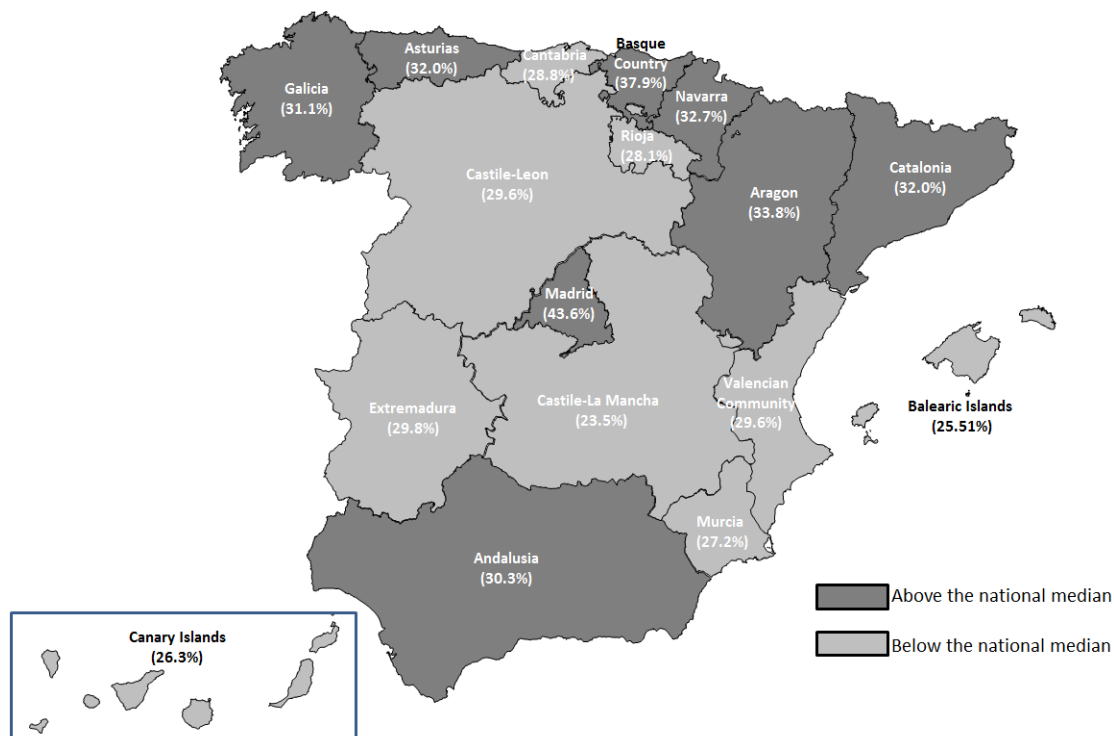 Basque
Country
(37.9%)
Asturias
(32.0%)
Cantabria
(28.8%)
Galicia
(31.1%)
Navarra
(32.7%)
Rioja
(28.1%)
Castile-Leon
(29.6%)
Aragon
(33.8%)
Catalonia
(32.0%)
Madrid
(43.6%)
Extremadura
(29.8%)
Castile-La Mancha
(23.5%)
Valencian
Community
(29.6%)
Balearic Islands
(25.51%)
Murcia
(27.2%)
Andalusia
(30.3%)
Above the national median
Below the national median
Canary Islands
(26.3%)